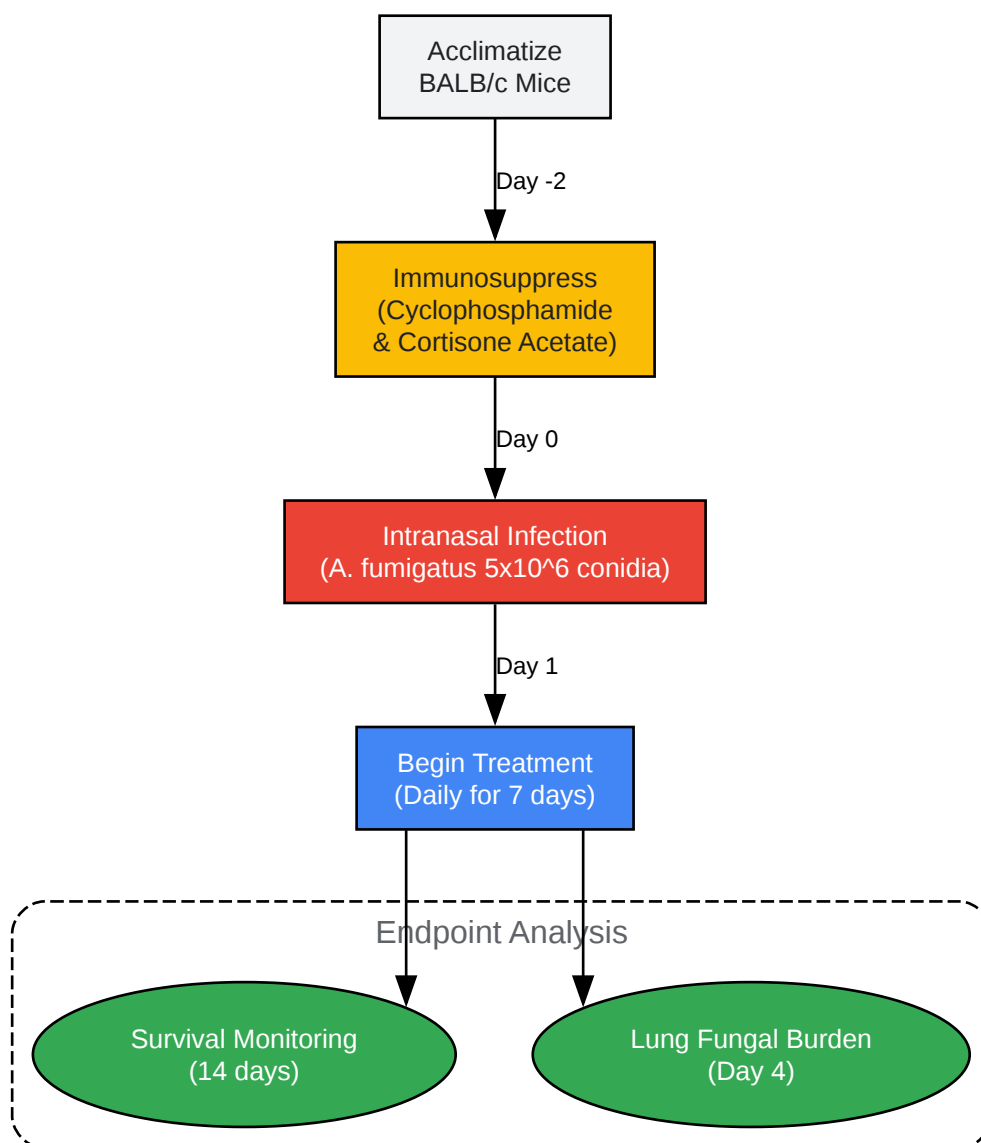 Acclimatize
BALB/c Mice
Day -2
Immunosuppress
(Cyclophosphamide
& Cortisone Acetate)
Day 0
Intranasal Infection
(A. fumigatus 5x10^6 conidia)
Day 1
Begin Treatment
(Daily for 7 days)
Endpoint Analysis
Survival Monitoring
(14 days)
Lung Fungal Burden
(Day 4)